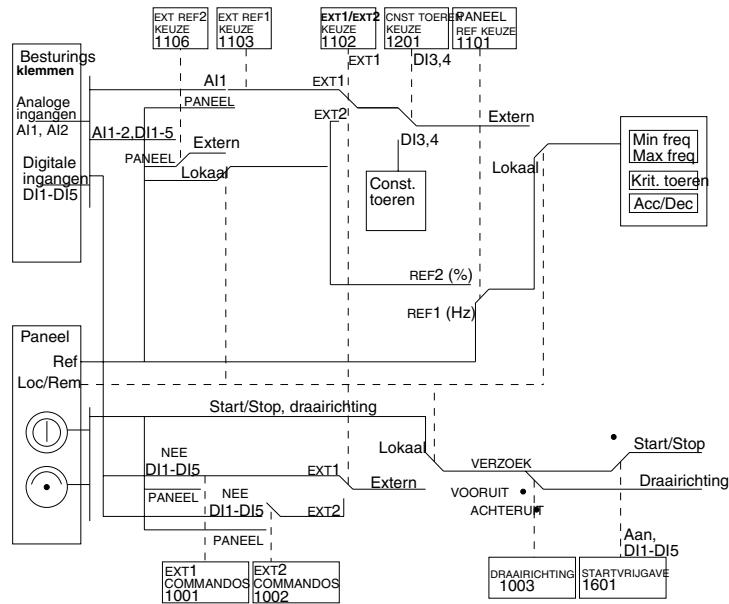 EXT REF2
KEUZE
1106
EXT REF1
KEUZE
1103
EXT1/EXT2
KEUZE
1102
CNST TOEREN
KEUZE
1201
PANEEL
REF KEUZE
1101
Besturings
klemmen
Analoge
ingangen
AI1, AI2
Digitale
ingangen
DI1-DI5
AI1
PANEEL
AI1-2,DI1-5
PANEEL
Extern
Lokaal
EXT1
EXT1
EXT2
DI3,4
DI3,4
Const.
toeren
Extern
Lokaal
Min freq
Max freq
Krit. toeren
Acc/Dec
REF2 (%)
REF1 (Hz)
Paneel
Ref
Loc/Rem
Start/Stop, draairichting
Lokaal
NEE
DI1-DI5
PANEEL
NEE
DI1-DI5
PANEEL
EXT1
EXT2
Extern
VERZOEK
VOORUIT
ACHTERUIT
Start/Stop
Draairichting
Aan,
DI1-DI5
EXT1
COMMANDOS
1001
EXT2
COMMANDOS
1002
DRAAIRICHTING
1003
STARTVRIJGAVE
1601